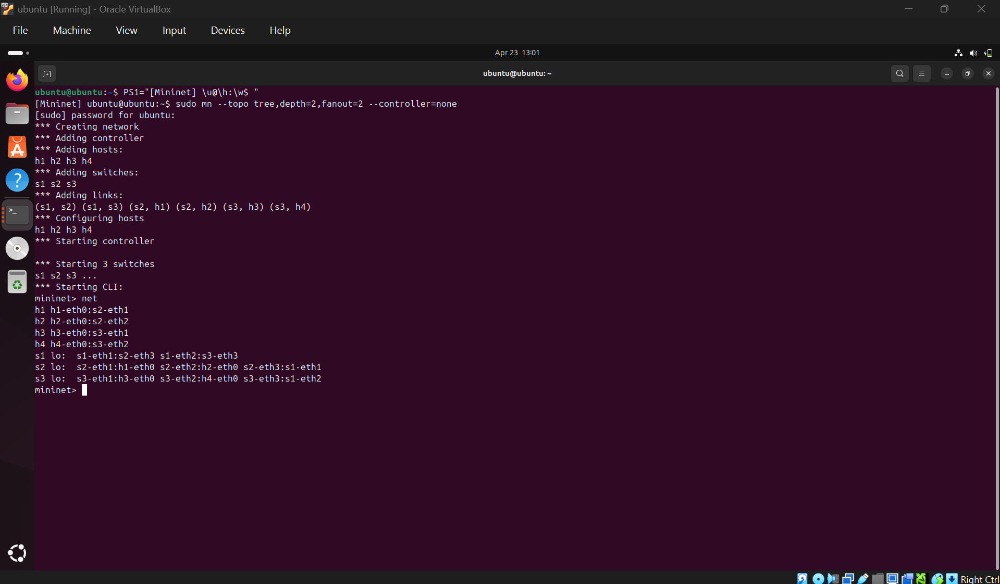 ubuntu [Running] - Oracle VirtualBox
File Machine View Input Devices Help
Apr 23 13:01
ubuntu@ubuntu: ~
ubuntu@ubuntu:~$ PS1="[Mininet] \u@\h:\w$ "
[Mininet] ubuntu@ubuntu:~$ sudo mn --topo tree,depth=2,fanout=2 --controller=none
[sudo] password for ubuntu:
*** Creating network
*** Adding controller
*** Adding hosts:
h1 h2 h3 h4
*** Adding switches:
s1 s2 s3
*** Adding links:
(s1, s2) (s1, s3) (s2, h1) (s2, h2) (s3, h3) (s3, h4)
*** Configuring hosts
h1 h2 h3 h4
*** Starting controller
*** Starting 3 switches
s1 s2 s3 ...
*** Starting CLI:
mininet> net
h1 h1-eth0:s2-eth1
h2 h2-eth0:s2-eth2
h3 h3-eth0:s3-eth1
h4 h4-eth0:s3-eth2
s1 lo:  s1-eth1:s2-eth3 s1-eth2:s3-eth3
s2 lo:  s2-eth1:h1-eth0 s2-eth2:h2-eth0 s2-eth3:s1-eth1
s3 lo:  s3-eth1:h3-eth0 s3-eth2:h4-eth0 s3-eth3:s1-eth2
mininet>
Right Ctrl